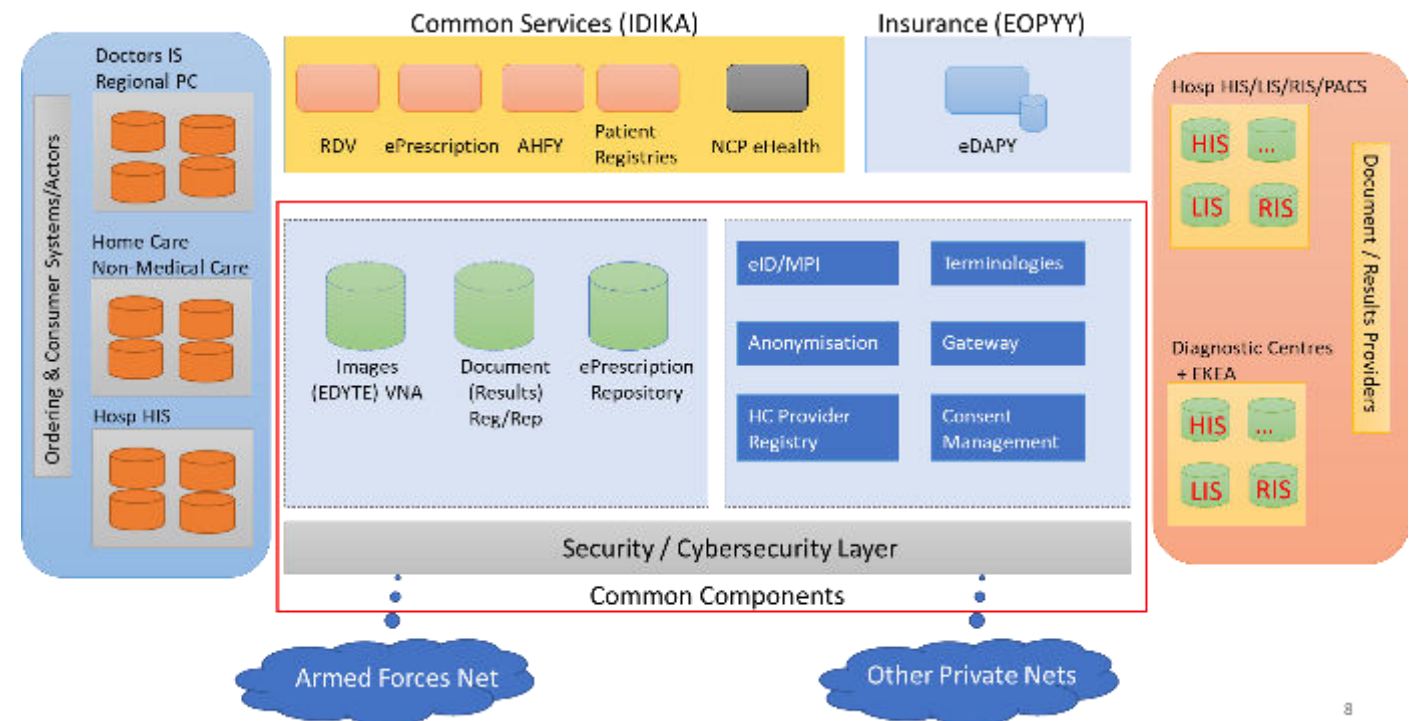 Common Services (IDIKA)
Insurance (EOPYY)
Ordering & Consumer Systems/Actors
Doctors IS
Regional PC
Home Care
Non-Medical Care
Hosp HIS
RDV
ePrescription
AHFY
Patient
Registries
NCP eHealth
eDAPY
Images
(EDYTE) VNA
Document
(Results)
Reg/Rep
ePrescription
Repository
eID/MPI
Terminologies
Anonymisation
Gateway
HC Provider
Registry
Consent
Management
Security / Cybersecurity Layer
Common Components
Armed Forces Net
Other Private Nets
Hosp HIS/LIS/RIS/PACS
HIS
...
LIS
RIS
Diagnostic Centres
+ EKEA
HIS
...
LIS
RIS
Document / Results Providers
8